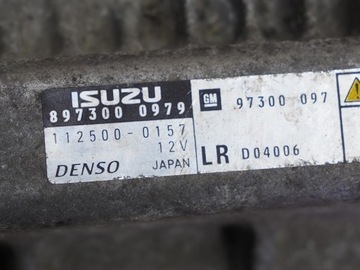 ISUZU
897300 0979
112500-0157
12V
DENSO JAPAN
GM 97300 097
LR D04006